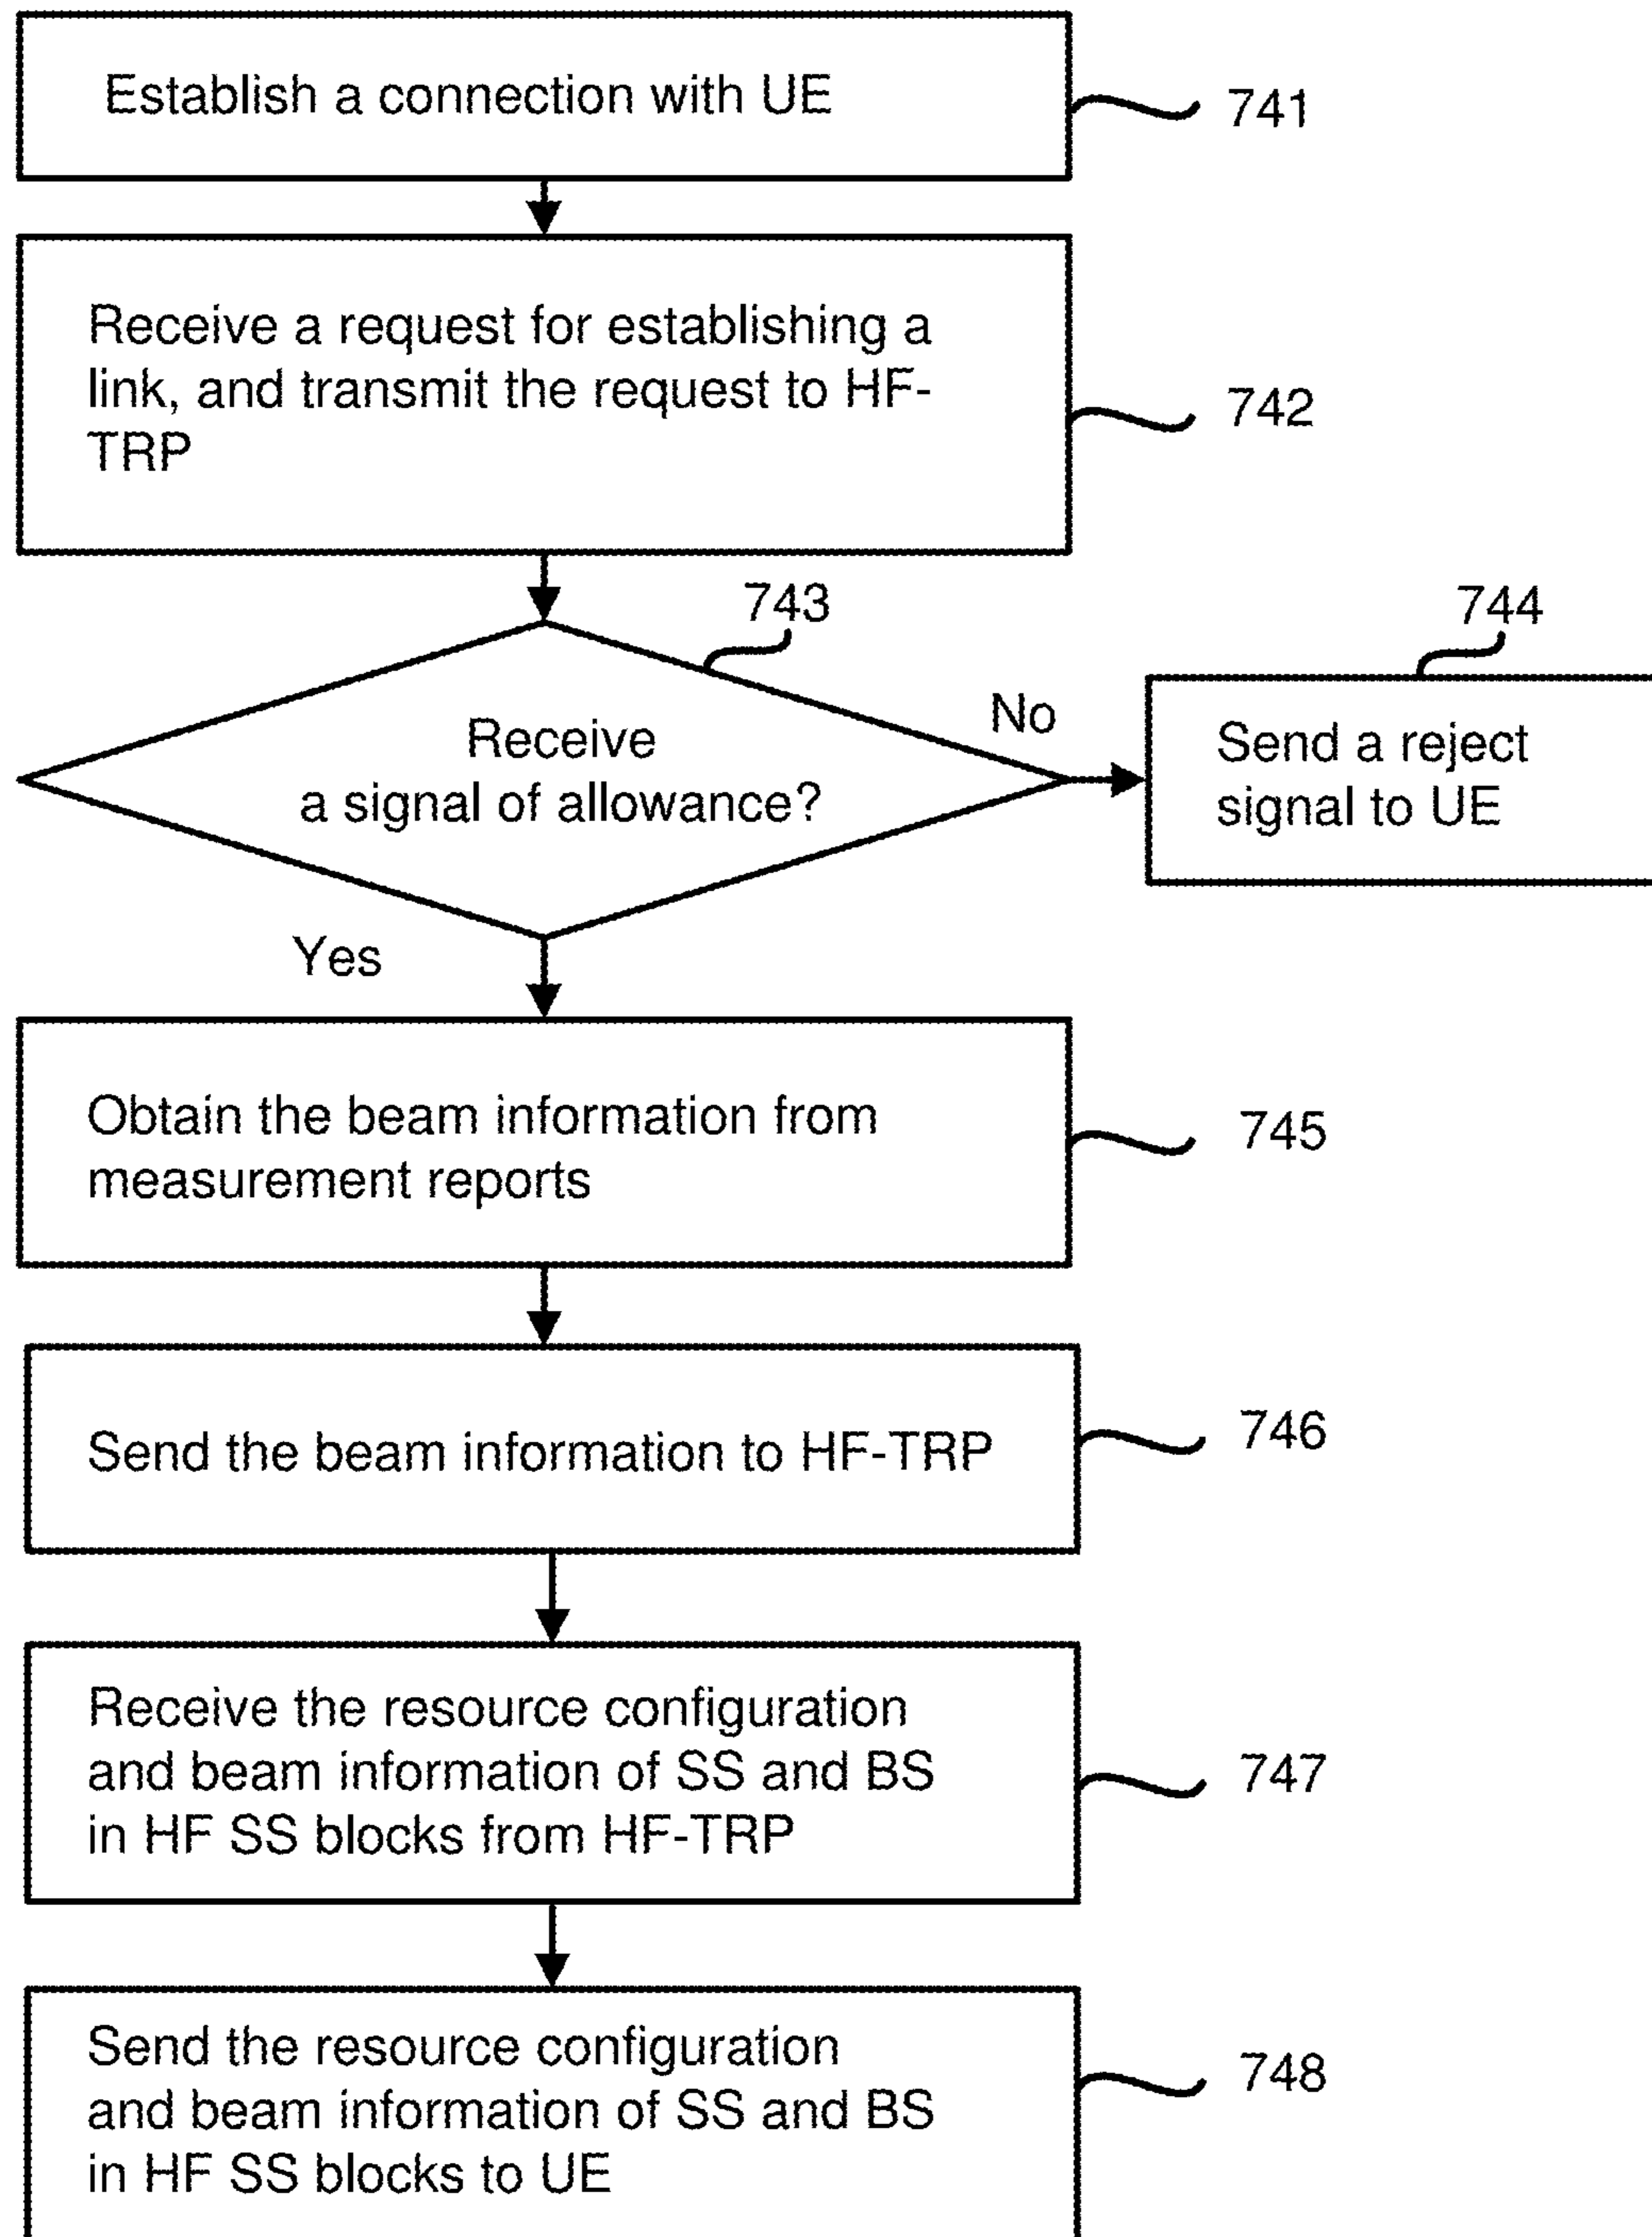 Establish a connection with UE
741
Receive a request for establishing a
link, and transmit the request to HF-
TRP
742
743
744
Receive
a signal of allowance?
No
Send a reject
signal to UE
Yes
Obtain the beam information from
measurement reports
745
Send the beam information to HF-TRP
746
Receive the resource configuration
and beam information of SS and BS
in HF SS blocks from HF-TRP
747
Send the resource configuration
and beam information of SS and BS
in HF SS blocks to UE
748